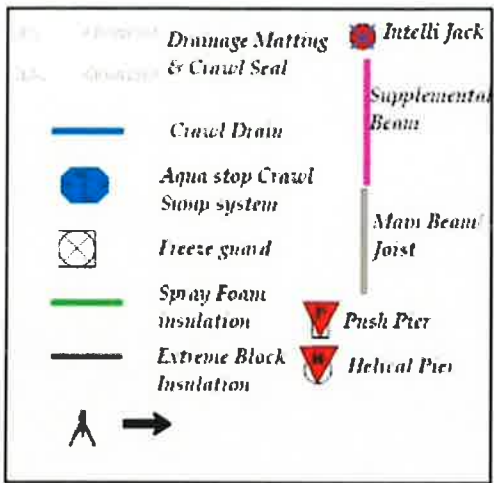 Drainage Matting
& Crawl Seal
Crawl Drain
Aqua stop Crawl
Sump system
Freeze guard
Spray Foam
insulation
Extreme Block
Insulation
Intelli Jack
Supplemental
Beam
Main Beam/
Joist
P
Push Pier
H
Helical Pier